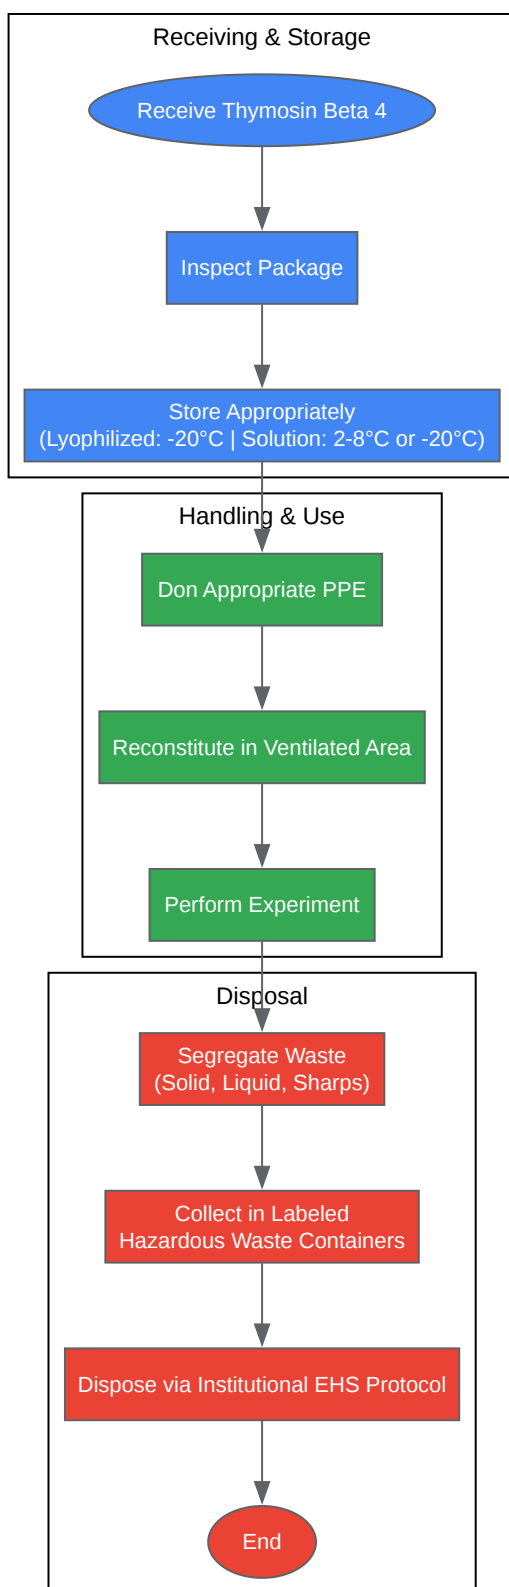 Receiving & Storage
Receive Thymosin Beta 4
Inspect Package
Store Appropriately
(Lyophilized: -20°C | Solution: 2-8°C or -20°C)
Handling & Use
Don Appropriate PPE
Reconstitute in Ventilated Area
Perform Experiment
Disposal
Segregate Waste
(Solid, Liquid, Sharps)
Collect in Labeled
Hazardous Waste Containers
Dispose via Institutional EHS Protocol
End